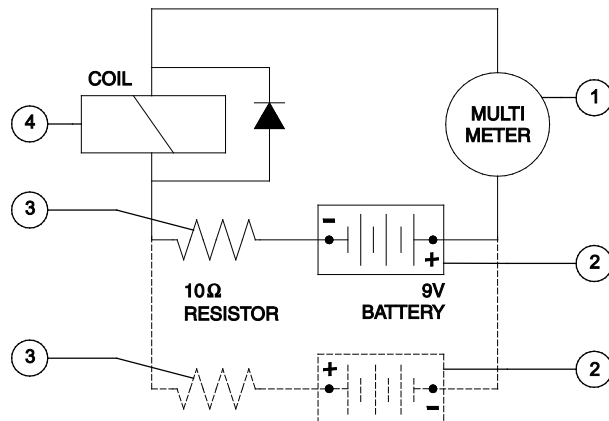 COIL
1
MULTI
METER
4
3
-
+
2
10Ω
RESISTOR
9V
BATTERY
3
+
-
2